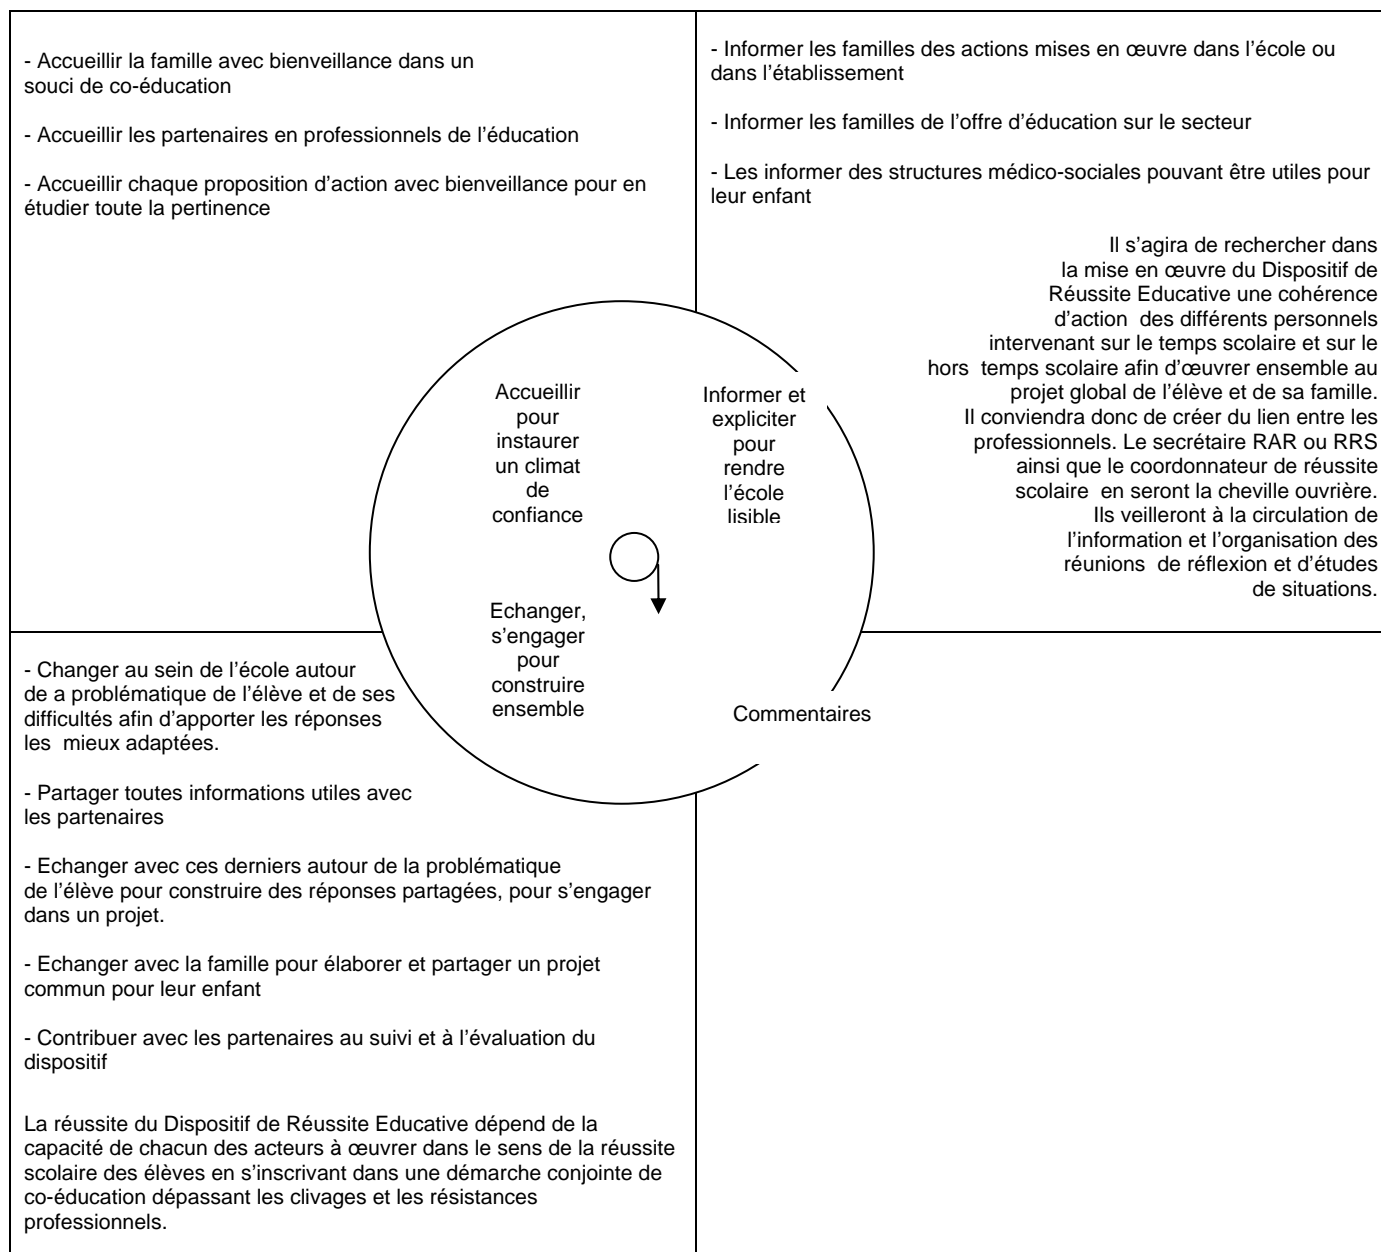 - Accueillir la famille avec bienveillance dans un
souci de co-éducation
- Accueillir les partenaires en professionnels de l’éducation
- Accueillir chaque proposition d’action avec bienveillance pour en
étudier toute la pertinence
- Informer les familles des actions mises en œuvre dans l’école ou
dans l’établissement
- Informer les familles de l’offre d’éducation sur le secteur
- Les informer des structures médico-sociales pouvant être utiles pour
leur enfant
Il s’agira de rechercher dans
la mise en œuvre du Dispositif de
Réussite Educative une cohérence
d’action des différents personnels
intervenant sur le temps scolaire et sur le
hors temps scolaire afin d’œuvrer ensemble au
projet global de l’élève et de sa famille.
Il conviendra donc de créer du lien entre les
professionnels. Le secrétaire RAR ou RRS
ainsi que le coordonnateur de réussite
scolaire en seront la cheville ouvrière.
Ils veilleront à la circulation de
l’information et l’organisation des
réunions de réflexion et d’études
de situations.
Accueillir
pour
instaurer
un climat
de
confiance
Informer et
expliciter
pour
rendre
l’école
lisible
Echanger,
s’engager
pour
construire
ensemble
Commentaires
- Changer au sein de l’école autour
de a problématique de l’élève et de ses
difficultés afin d’apporter les réponses
les mieux adaptées.
- Partager toutes informations utiles avec
les partenaires
- Echanger avec ces derniers autour de la problématique
de l’élève pour construire des réponses partagées, pour s’engager
dans un projet.
- Echanger avec la famille pour élaborer et partager un projet
commun pour leur enfant
- Contribuer avec les partenaires au suivi et à l’évaluation du
dispositif
La réussite du Dispositif de Réussite Educative dépend de la
capacité de chacun des acteurs à œuvrer dans le sens de la réussite
scolaire des élèves en s’inscrivant dans une démarche conjointe de
co-éducation dépassant les clivages et les résistances
professionnels.